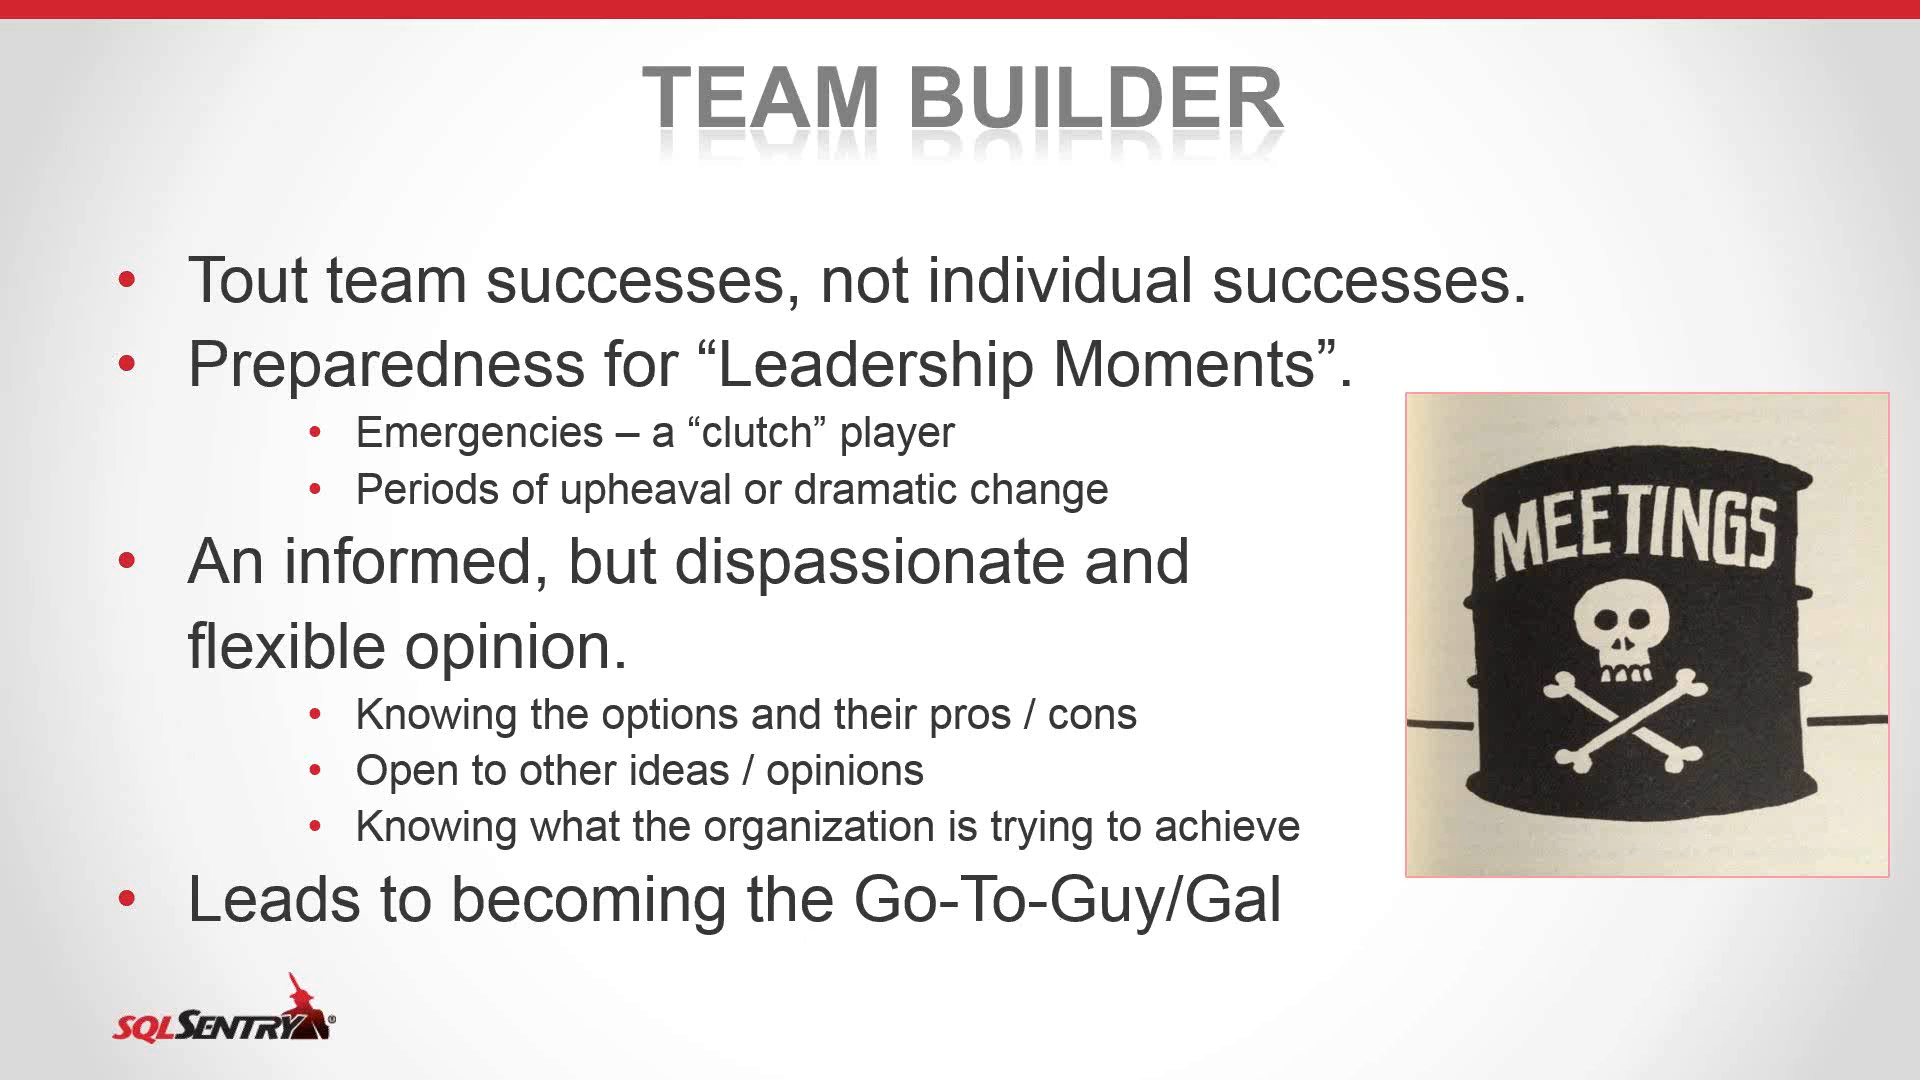 TEAM BUILDER
• Tout team successes, not individual successes.
• Preparedness for “Leadership Moments”.
• Emergencies – a “clutch” player
• Periods of upheaval or dramatic change
• An informed, but dispassionate and
flexible opinion.
• Knowing the options and their pros / cons
• Open to other ideas / opinions
• Knowing what the organization is trying to achieve
• Leads to becoming the Go-To-Guy/Gal
MEETINGS
SQLSENTRY®